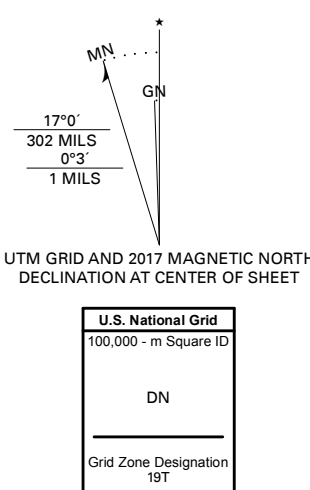 ★
MN
GN
17°0´
302 MILS
0°3´
1 MILS
UTM GRID AND 2017 MAGNETIC NORTH
DECLINATION AT CENTER OF SHEET
U.S. National Grid
100,000 - m Square ID
DN
Grid Zone Designation
19T